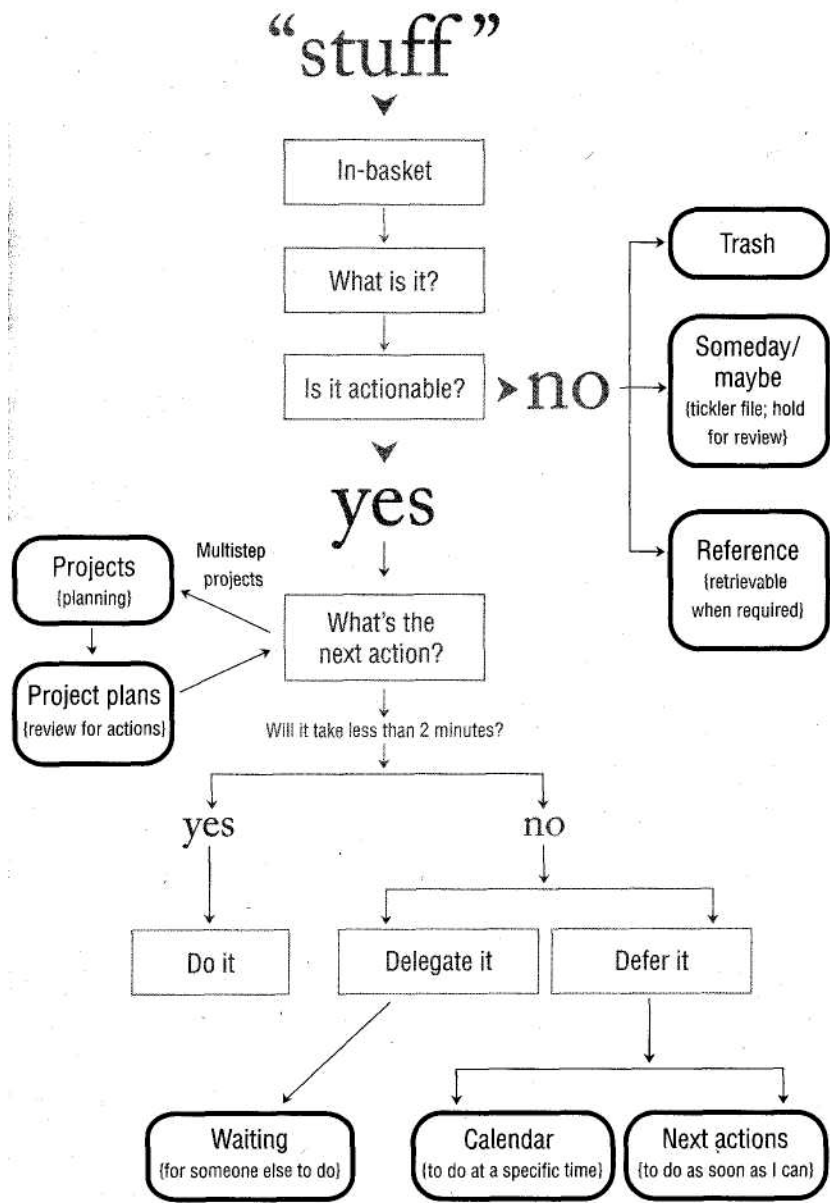 “stuff”
In-basket
What is it?
Is it actionable?
no
Trash
Someday/
maybe
{tickler file; hold
for review}
Reference
{retrievable
when required}
yes
Multistep
projects
Projects
{planning}
Project plans
{review for actions}
What's the
next action?
Will it take less than 2 minutes?
yes
no
Do it
Delegate it
Defer it
Waiting
{for someone else to do}
Calendar
{to do at a specific time}
Next actions
{to do as soon as I can}